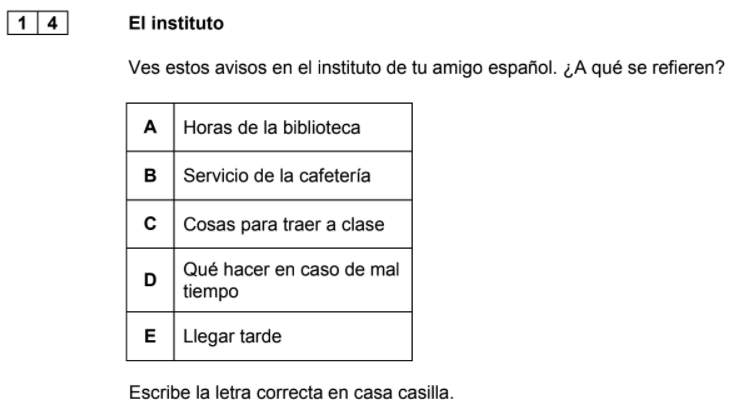 1 4 El instituto
Ves estos avisos en el instituto de tu amigo español. ¿A qué se refieren?
A Horas de la biblioteca
B Servicio de la cafetería
C Cosas para traer a clase
D Qué hacer en caso de mal
tiempo
E Llegar tarde
Escribe la letra correcta en casa casilla.